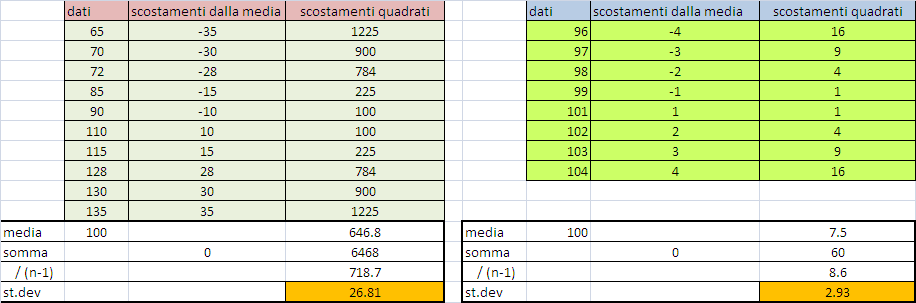 dati scostamenti dalla media scostamenti quadrati dati scostamenti dalla media scostamenti quadrati
65 -35 1225 96 -4 16
70 -30 900 97 -3 9
72 -28 784 98 -2 4
85 -15 225 99 -1 1
90 -10 100 101 1 1
110 10 100 102 2 4
115 15 225 103 3 9
128 28 784 104 4 16
130 30 900
135 35 1225
media 100 646.8 media 100 7.5
somma 0 6468 somma 0 60
/ (n-1) 718.7 / (n-1) 8.6
st.dev 26.81 st.dev 2.93